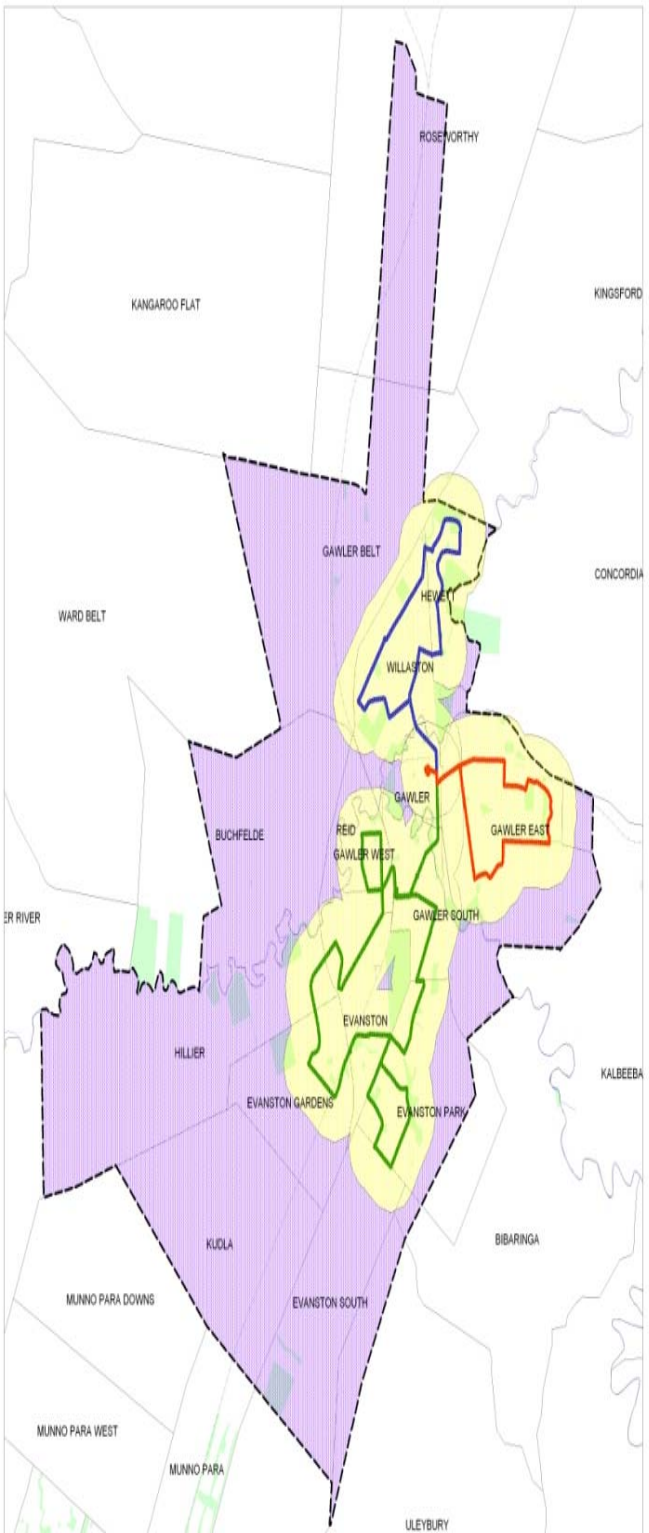 ROSEWORTHY
KINGSFORD
KANGAROO FLAT
GAWLER BELT
CONCORDIA
HEWETT
WARD BELT
WILLASTON
GAWLER
REID
GAWLER EAST
BUCHFELDE
GAWLER WEST
GAWLER SOUTH
ER RIVER
EVANSTON
HILLIER
KALBEEBA
EVANSTON GARDENS
EVANSTON PARK
BIBARINGA
KUDLA
MUNNO PARA DOWNS
EVANSTON SOUTH
MUNNO PARA WEST
MUNNO PARA
ULEYBURY